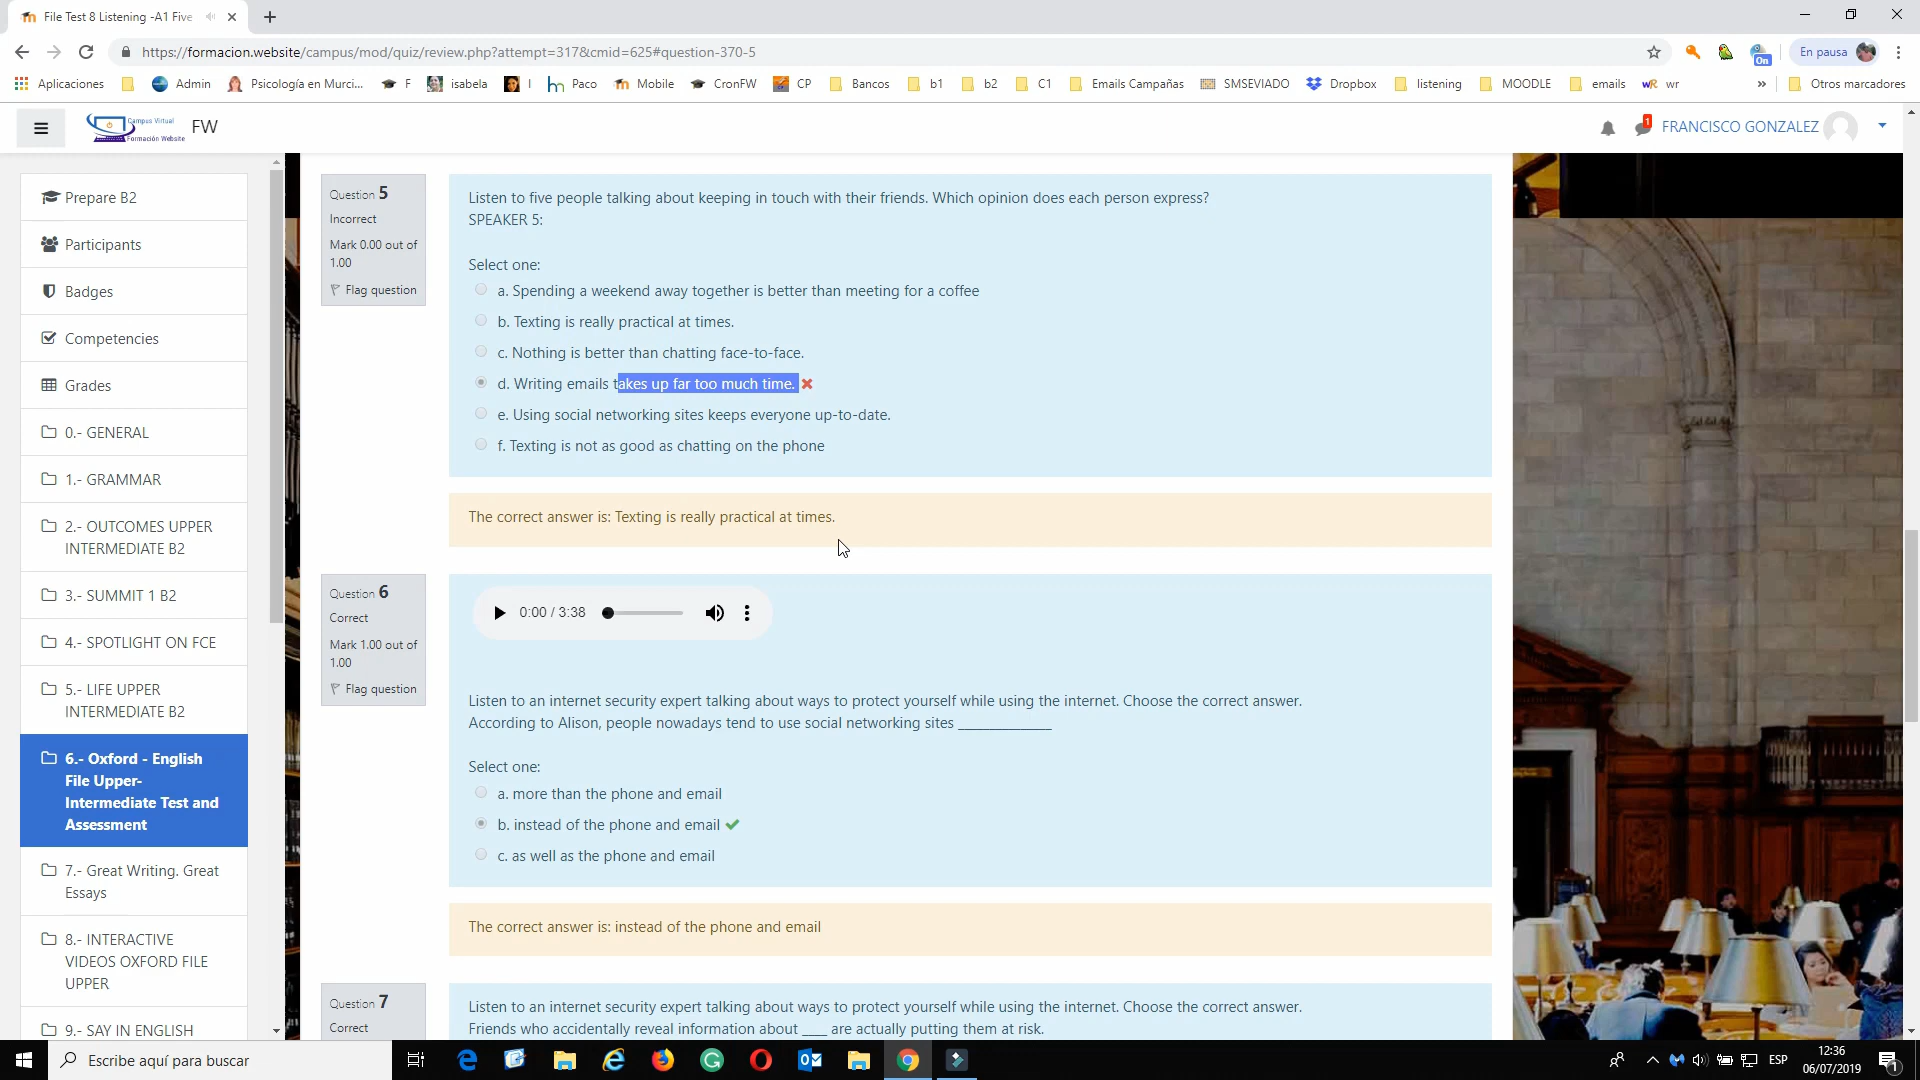 File Test 8 Listening -A1 Five
https://formacion.website/campus/mod/quiz/review.php?attempt=317&cmid=625#question-370-5
En pausa
On
Aplicaciones
Admin
Psicología en Murci...
F
isabela
I
Paco
Mobile
CronFW
CP
Bancos
b1
b2
C1
Emails Campañas
SMSEVIADO
Dropbox
listening
MOODLE
emails
wR wr
»
Otros marcadores
Campus Virtual
Formación Website
FW
1
FRANCISCO GONZALEZ
Prepare B2
Participants
Badges
Competencies
Grades
0.- GENERAL
1.- GRAMMAR
2.- OUTCOMES UPPER
INTERMEDIATE B2
3.- SUMMIT 1 B2
4.- SPOTLIGHT ON FCE
5.- LIFE UPPER
INTERMEDIATE B2
6.- Oxford - English
File Upper-
Intermediate Test and
Assessment
7.- Great Writing. Great
Essays
8.- INTERACTIVE
VIDEOS OXFORD FILE
UPPER
9.- SAY IN ENGLISH
Question 5
Incorrect
Mark 0.00 out of
1.00
Flag question
Listen to five people talking about keeping in touch with their friends. Which opinion does each person express?
SPEAKER 5:
Select one:
a. Spending a weekend away together is better than meeting for a coffee
b. Texting is really practical at times.
c. Nothing is better than chatting face-to-face.
d. Writing emails takes up far too much time.
e. Using social networking sites keeps everyone up-to-date.
f. Texting is not as good as chatting on the phone
The correct answer is: Texting is really practical at times.
Question 6
Correct
Mark 1.00 out of
1.00
Flag question
0:00 / 3:38
Listen to an internet security expert talking about ways to protect yourself while using the internet. Choose the correct answer.
According to Alison, people nowadays tend to use social networking sites _______________
Select one:
a. more than the phone and email
b. instead of the phone and email
c. as well as the phone and email
The correct answer is: instead of the phone and email
Question 7
Correct
Listen to an internet security expert talking about ways to protect yourself while using the internet. Choose the correct answer.
Friends who accidentally reveal information about ____ are actually putting them at risk.
Escribe aquí para buscar
ESP
12:36
06/07/2019
1